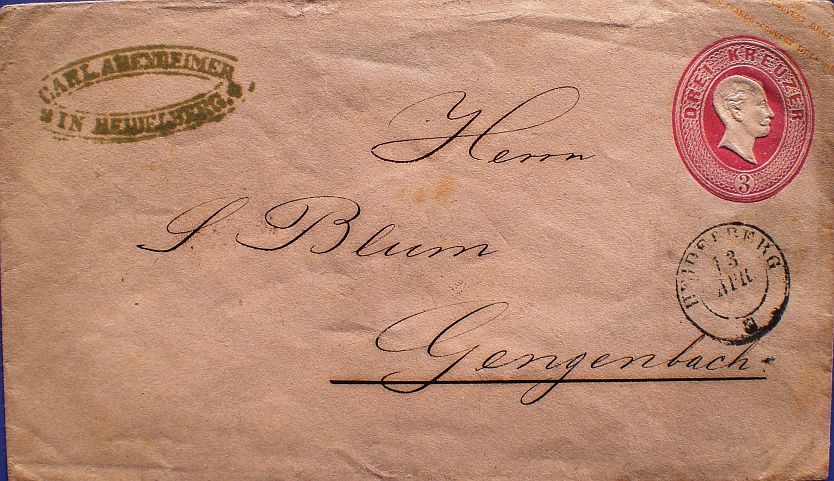 CARL ABENHEIMER
IN HEIDELBERG.
DREI KREUZER
3
Herrn
S. Blum
HEIDELBERG
13
APR
Gengenbach.